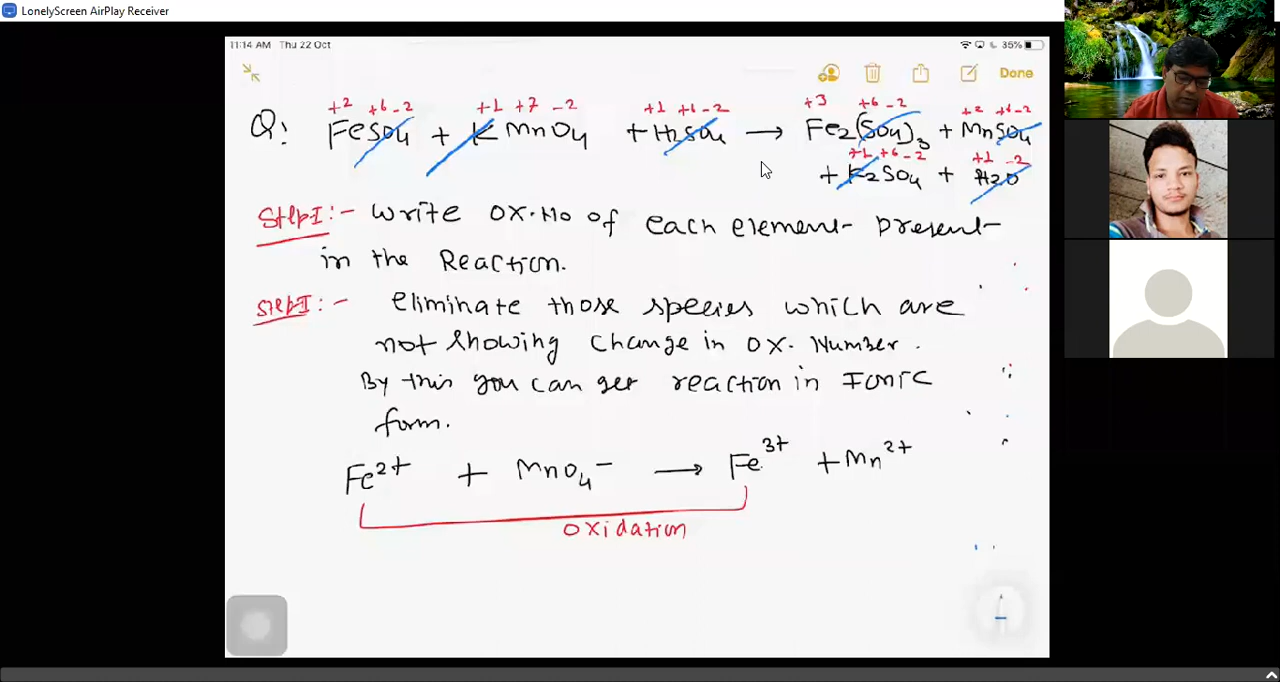 LonelyScreen AirPlay Receiver
11:14 AM Thu 22 Oct
35%
Done
+2 +6 -2 +1 +7 -2 +1 +6 -2 +3 +6 -2 +2 +6 -2
Q: FeSO4 + KMnO4 + H2SO4 → Fe2(SO4)3 + MnSO4
+1 +6 -2 +1 -2
+ K2SO4 + H2O
Step I:- Write OX. No of each element present
in the Reaction.
Step II:- eliminate those species which are
not showing change in OX. Number.
By this you can get reaction in Ionic
form.
Fe2+ + MnO4− → Fe3+ + Mn2+
oxidation